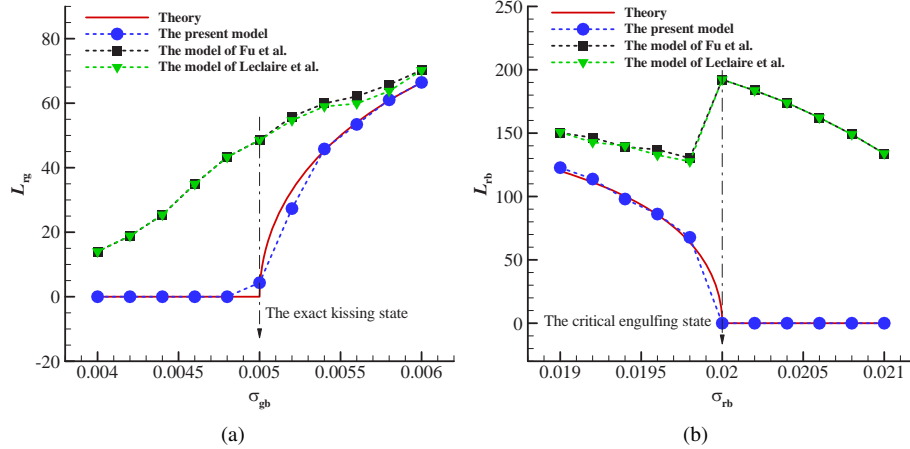 Theory
The present model
The model of Fu et al.
The model of Leclaire et al.
80
60
40
20
0
-20
L_rg
The exact kissing state
0.004
0.0045
0.005
0.0055
0.006
σ_gb
(a)
Theory
The present model
The model of Fu et al.
The model of Leclaire et al.
250
200
150
100
50
0
L_rb
The critical engulfing state
0.019
0.0195
0.02
0.0205
0.021
σ_rb
(b)